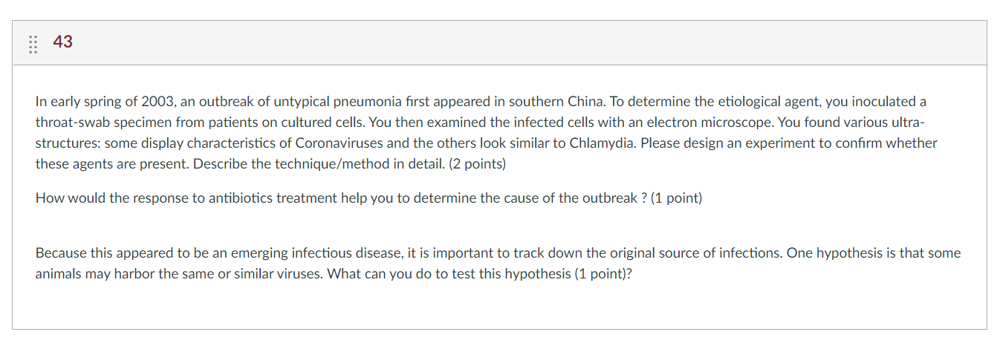 43
In early spring of 2003, an outbreak of untypical pneumonia first appeared in southern China. To determine the etiological agent, you inoculated a
throat-swab specimen from patients on cultured cells. You then examined the infected cells with an electron microscope. You found various ultra-
structures: some display characteristics of Coronaviruses and the others look similar to Chlamydia. Please design an experiment to confirm whether
these agents are present. Describe the technique/method in detail. (2 points)
How would the response to antibiotics treatment help you to determine the cause of the outbreak ? (1 point)
Because this appeared to be an emerging infectious disease, it is important to track down the original source of infections. One hypothesis is that some
animals may harbor the same or similar viruses. What can you do to test this hypothesis (1 point)?